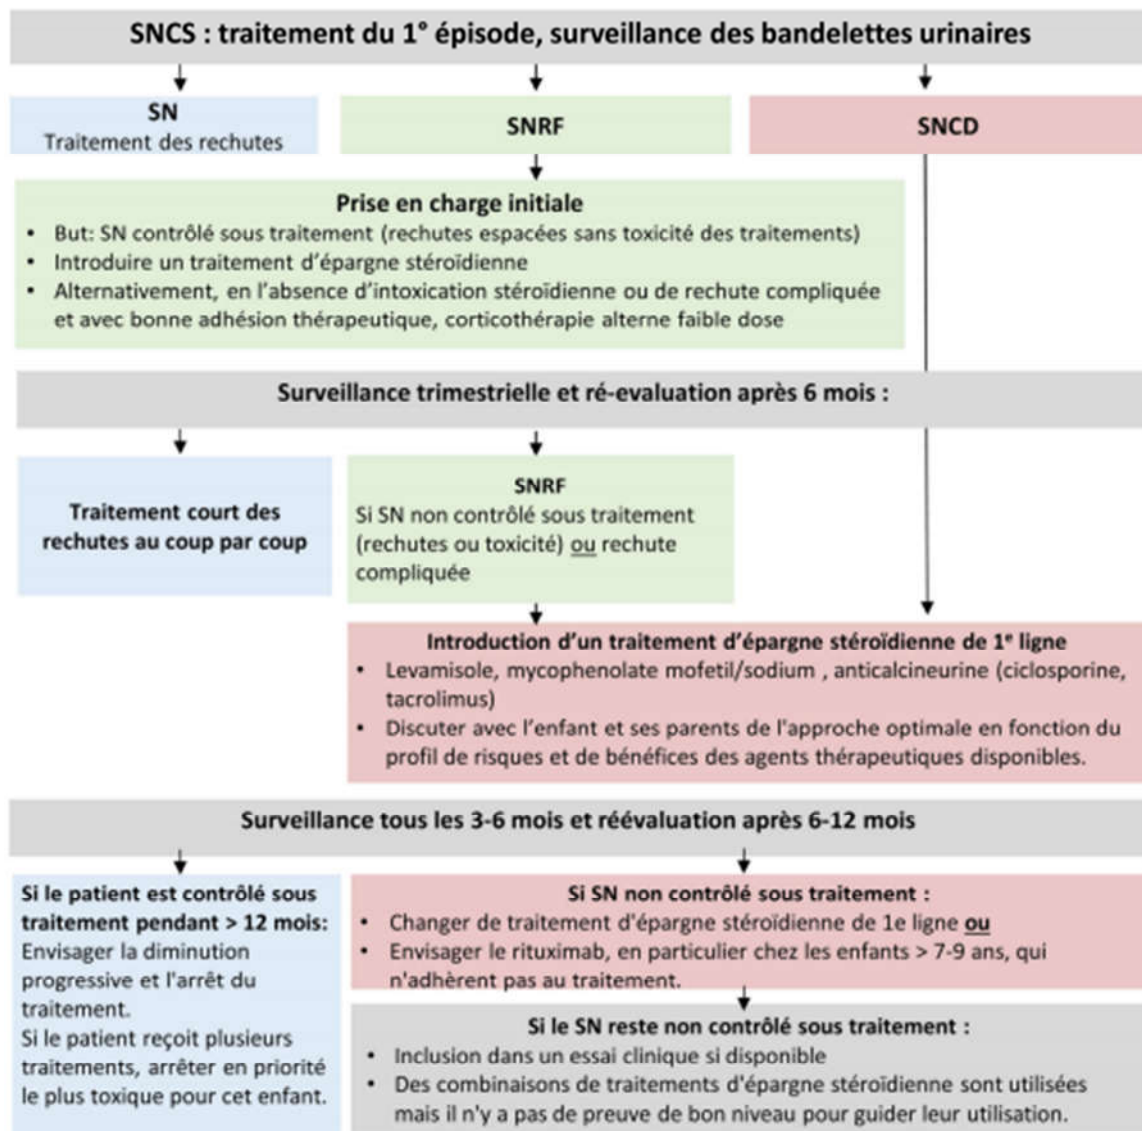 SNCS : traitement du 1° épisode, surveillance des bandelettes urinaires
SN
Traitement des rechutes
SNRF
SNCD
Prise en charge initiale
• But: SN contrôlé sous traitement (rechutes espacées sans toxicité des traitements)
• Introduire un traitement d'épargne stéroïdienne
• Alternativement, en l'absence d'intoxication stéroïdienne ou de rechute compliquée
et avec bonne adhésion thérapeutique, corticothérapie alterne faible dose
Surveillance trimestrielle et ré-evaluation après 6 mois :
Traitement court des
rechutes au coup par coup
SNRF
Si SN non contrôlé sous traitement
(rechutes ou toxicité) ou rechute
compliquée
Introduction d'un traitement d'épargne stéroïdienne de 1e ligne
• Levamisole, mycophenolate mofetil/sodium , anticalcineurine (ciclosporine,
tacrolimus)
• Discuter avec l'enfant et ses parents de l'approche optimale en fonction du
profil de risques et de bénéfices des agents thérapeutiques disponibles.
Surveillance tous les 3-6 mois et réévaluation après 6-12 mois
Si le patient est contrôlé sous
traitement pendant > 12 mois:
Envisager la diminution
progressive et l'arrêt du
traitement.
Si le patient reçoit plusieurs
traitements, arrêter en priorité
le plus toxique pour cet enfant.
Si SN non contrôlé sous traitement :
• Changer de traitement d'épargne stéroïdienne de 1e ligne ou
• Envisager le rituximab, en particulier chez les enfants > 7-9 ans, qui
n'adhèrent pas au traitement.
Si le SN reste non contrôlé sous traitement :
• Inclusion dans un essai clinique si disponible
• Des combinaisons de traitements d'épargne stéroïdienne sont utilisées
mais il n'y a pas de preuve de bon niveau pour guider leur utilisation.